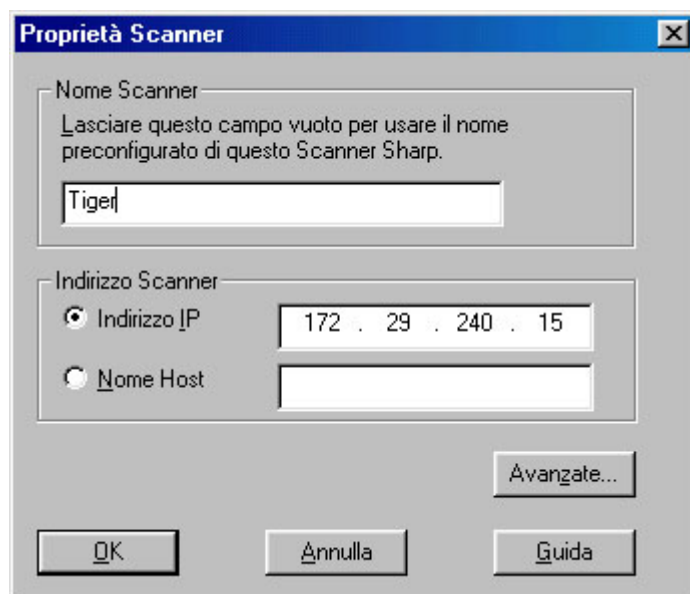 Proprietà Scanner
Nome Scanner
Lasciare questo campo vuoto per usare il nome
preconfigurato di questo Scanner Sharp.
Tiger
Indirizzo Scanner
Indirizzo IP 172 . 29 . 240 . 15
Nome Host
Avanzate...
OK Annulla Guida